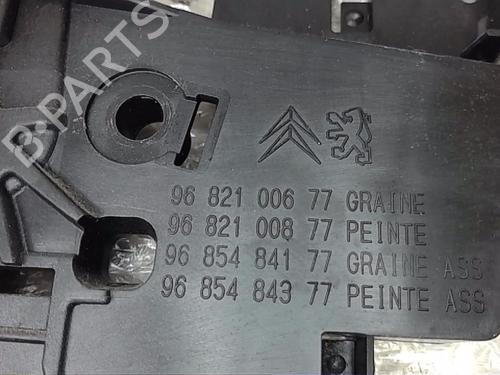 B-PARTS
96 821 006 77 GRAINE
96 821 008 77 PEINTE
96 854 841 77 GRAINE ASS
96 854 843 77 PEINTE ASS